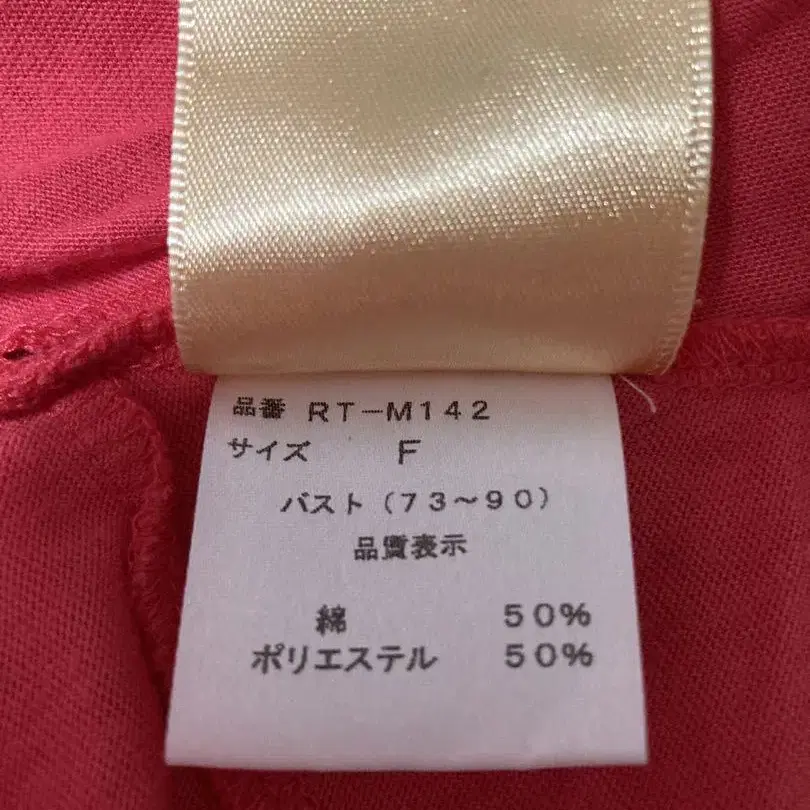 品番 RT-M142
サイズ F
バスト(73~90)
品質表示
綿 50%
ポリエステル 50%